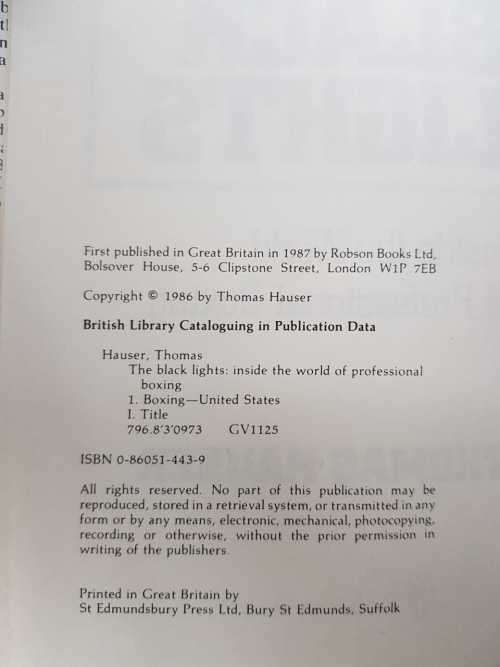 First published in Great Britain in 1987 by Robson Books Ltd,
Bolsover House, 5-6 Clipstone Street, London W1P 7EB
Copyright © 1986 by Thomas Hauser
British Library Cataloguing in Publication Data
Hauser, Thomas
The black lights: inside the world of professional
boxing
1. Boxing—United States
I. Title
796.8'3'0973 GV1125
ISBN 0-86051-443-9
All rights reserved. No part of this publication may be
reproduced, stored in a retrieval system, or transmitted in any
form or by any means, electronic, mechanical, photocopying,
recording or otherwise, without the prior permission in
writing of the publishers.
Printed in Great Britain by
St Edmundsbury Press Ltd, Bury St Edmunds, Suffolk